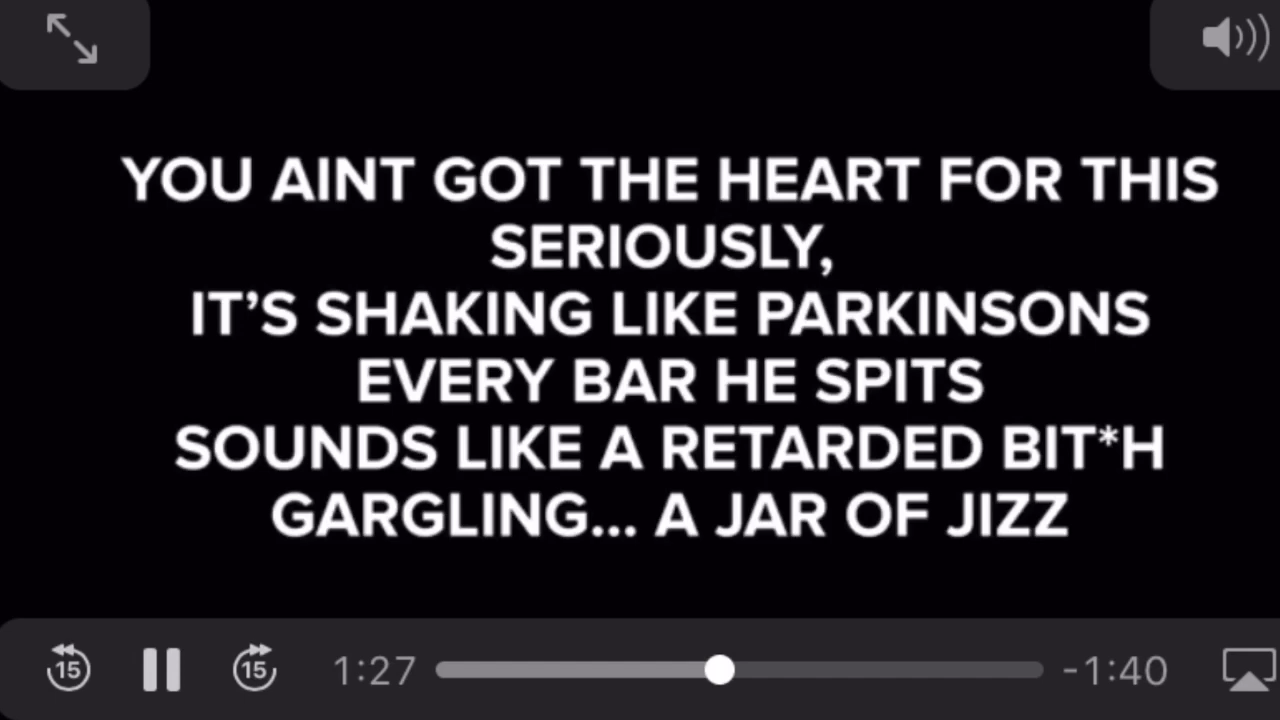 YOU AINT GOT THE HEART FOR THIS
SERIOUSLY,
IT’S SHAKING LIKE PARKINSONS
EVERY BAR HE SPITS
SOUNDS LIKE A RETARDED BIT*H
GARGLING... A JAR OF JIZZ
15 15 1:27 -1:40